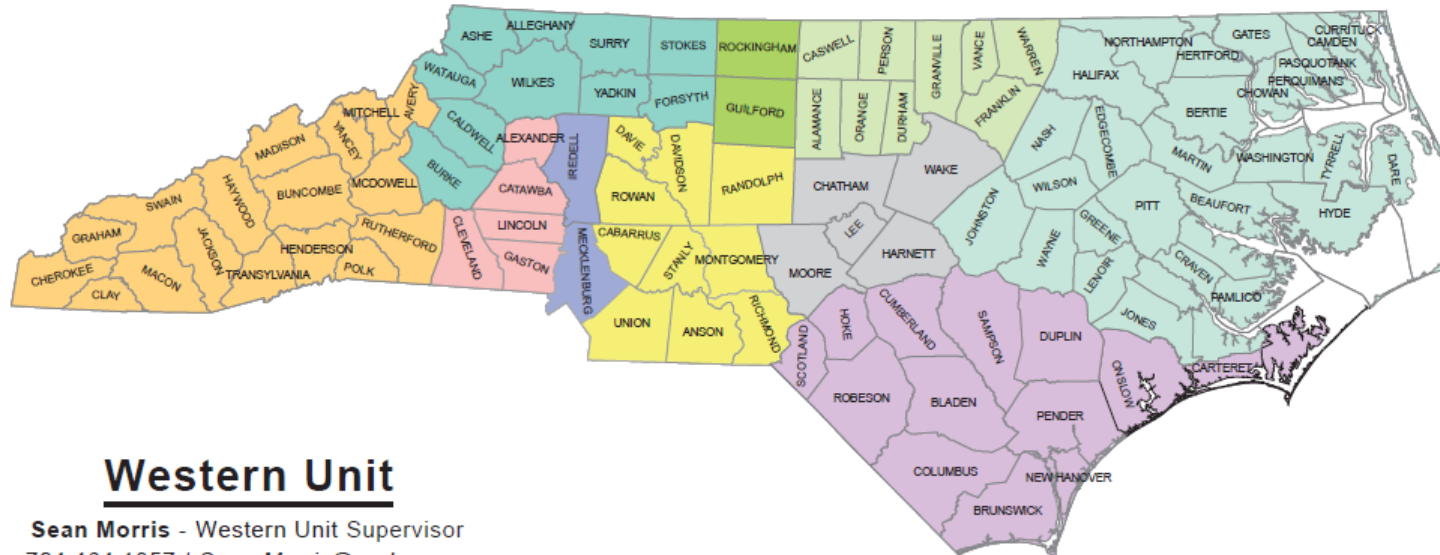 ASHE
ALLEGHANY
SURRY
STOKES
ROCKINGHAM
CASWELL
PERSON
GRANVILLE
VANCE
WARREN
NORTHAMPTON
GATES
CURRITUCK
CAMDEN
HERTFORD
PASQUOTANK
PERQUIMANS
CHOWAN
HALIFAX
BERTIE
WATAUGA
WILKES
YADKIN
FORSYTH
GUILFORD
ALAMANCE
ORANGE
DURHAM
FRANKLIN
NASH
EDGECOMBE
MARTIN
WASHINGTON
TYRRELL
DARE
AVERY
MITCHELL
YANCEY
MADISON
CALDWELL
ALEXANDER
IREDELL
DAVIE
DAVIDSON
RANDOLPH
CHATHAM
WAKE
WILSON
PITT
BEAUFORT
HYDE
BURKE
MCDOWELL
BUNCOMBE
HAYWOOD
SWAIN
GRAHAM
CATAWBA
ROWAN
LINCOLN
CLEVELAND
GASTON
MECKLENBURG
CABARRUS
STANLY
MONTGOMERY
MOORE
LEE
HARNETT
JOHNSTON
WAYNE
GREENE
LENOIR
CRAVEN
PAMLICO
JONES
RUTHERFORD
HENDERSON
POLK
TRANSYLVANIA
JACKSON
MACON
CHEROKEE
CLAY
UNION
ANSON
RICHMOND
SCOTLAND
HOKE
CUMBERLAND
SAMPSON
DUPLIN
ONSLOW
CARTERET
ROBESON
BLADEN
PENDER
COLUMBUS
NEW HANOVER
BRUNSWICK
Western Unit
Sean Morris - Western Unit Supervisor